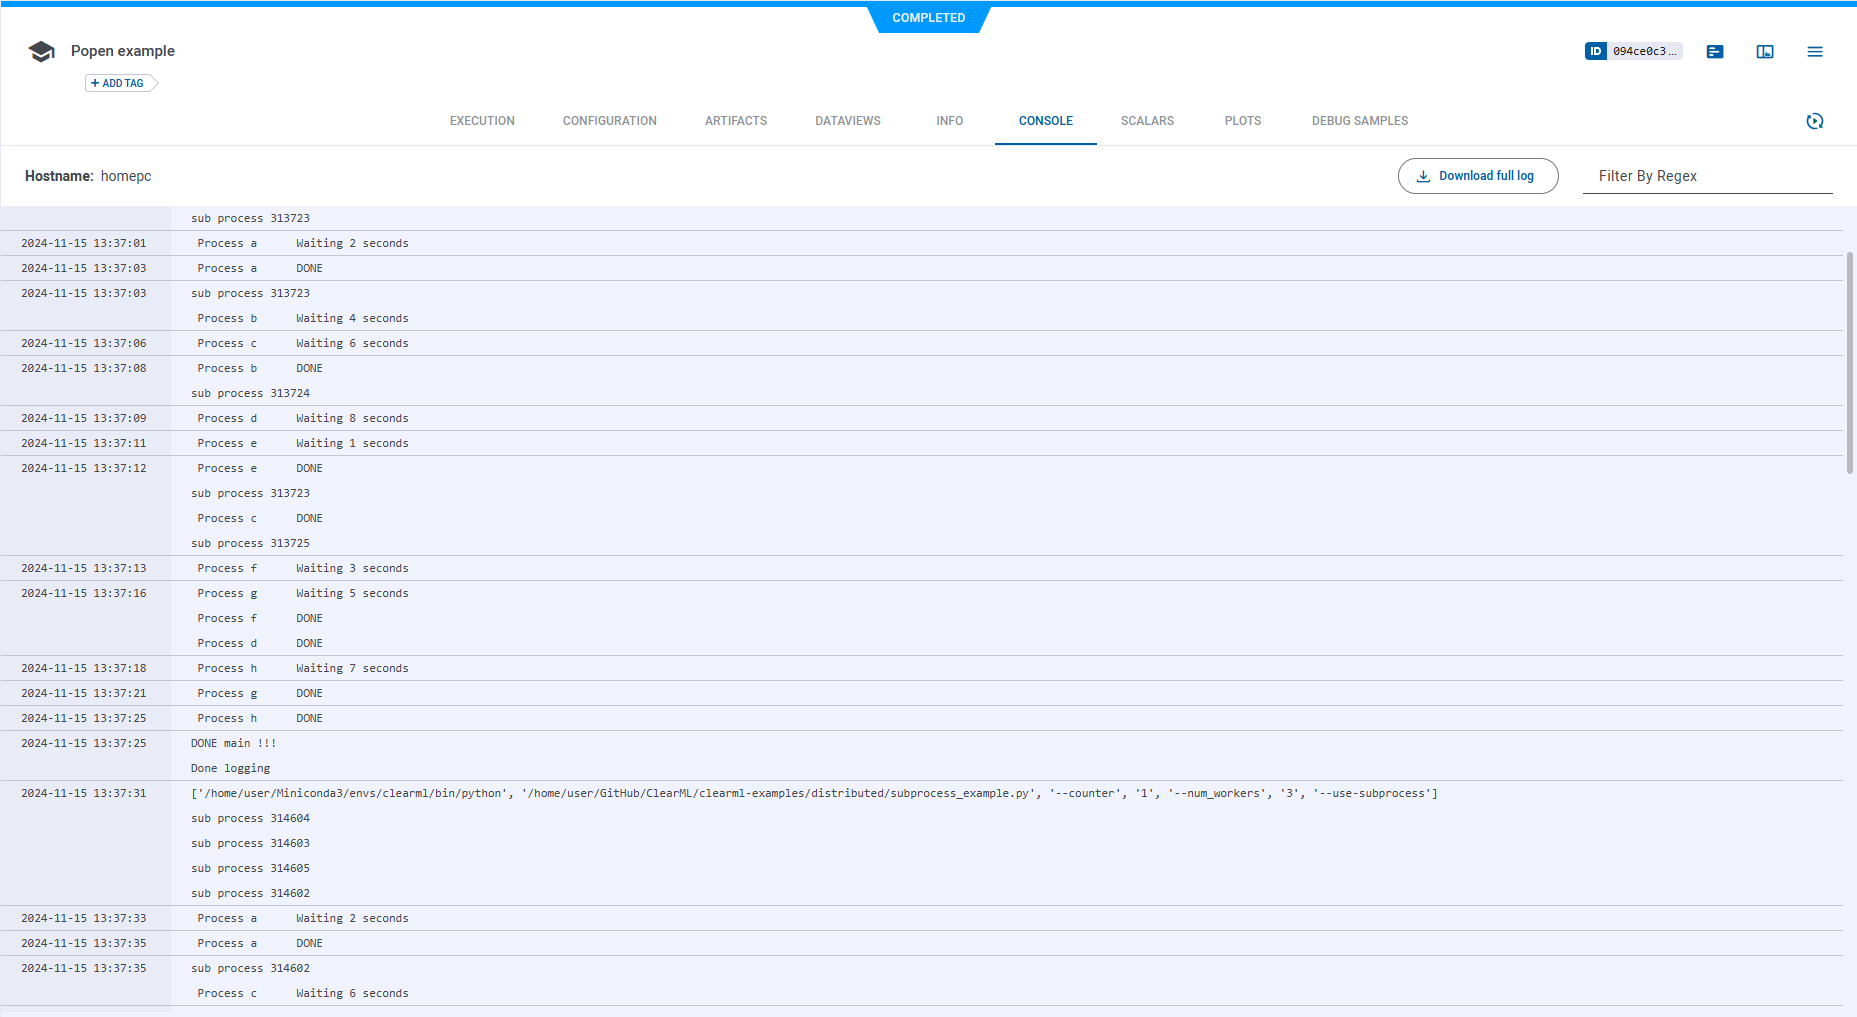 COMPLETED
Popen example
ID 094ce0c3...
+ ADD TAG
EXECUTION CONFIGURATION ARTIFACTS DATAVIEWS INFO CONSOLE SCALARS PLOTS DEBUG SAMPLES
Hostname: homepc
Download full log
Filter By Regex
sub process 313723
2024-11-15 13:37:01 Process a Waiting 2 seconds
2024-11-15 13:37:03 Process a DONE
2024-11-15 13:37:03 sub process 313723
Process b Waiting 4 seconds
2024-11-15 13:37:06 Process c Waiting 6 seconds
2024-11-15 13:37:08 Process b DONE
sub process 313724
2024-11-15 13:37:09 Process d Waiting 8 seconds
2024-11-15 13:37:11 Process e Waiting 1 seconds
2024-11-15 13:37:12 Process e DONE
sub process 313723
Process c DONE
sub process 313725
2024-11-15 13:37:13 Process f Waiting 3 seconds
2024-11-15 13:37:16 Process g Waiting 5 seconds
Process f DONE
Process d DONE
2024-11-15 13:37:18 Process h Waiting 7 seconds
2024-11-15 13:37:21 Process g DONE
2024-11-15 13:37:25 Process h DONE
2024-11-15 13:37:25 DONE main !!!
Done logging
2024-11-15 13:37:31 ['/home/user/Miniconda3/envs/clearml/bin/python', '/home/user/GitHub/ClearML/clearml-examples/distributed/subprocess_example.py', '--counter', '1', '--num_workers', '3', '--use-subprocess']
sub process 314604
sub process 314603
sub process 314605
sub process 314602
2024-11-15 13:37:33 Process a Waiting 2 seconds
2024-11-15 13:37:35 Process a DONE
2024-11-15 13:37:35 sub process 314602
Process c Waiting 6 seconds